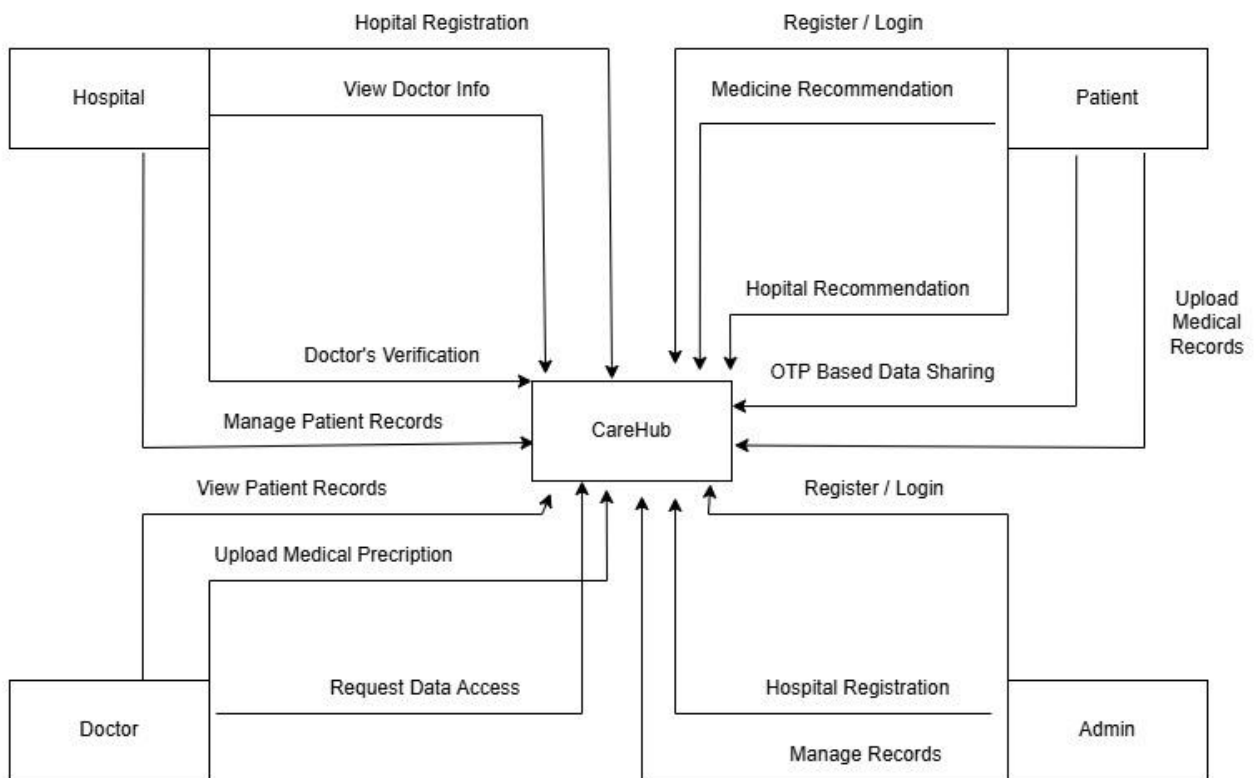 Hopital Registration
Register / Login
Hospital
View Doctor Info
Medicine Recommendation
Patient
Hopital Recommendation
Upload
Medical
Records
Doctor's Verification
OTP Based Data Sharing
Manage Patient Records
CareHub
View Patient Records
Register / Login
Upload Medical Precription
Request Data Access
Hospital Registration
Doctor
Admin
Manage Records